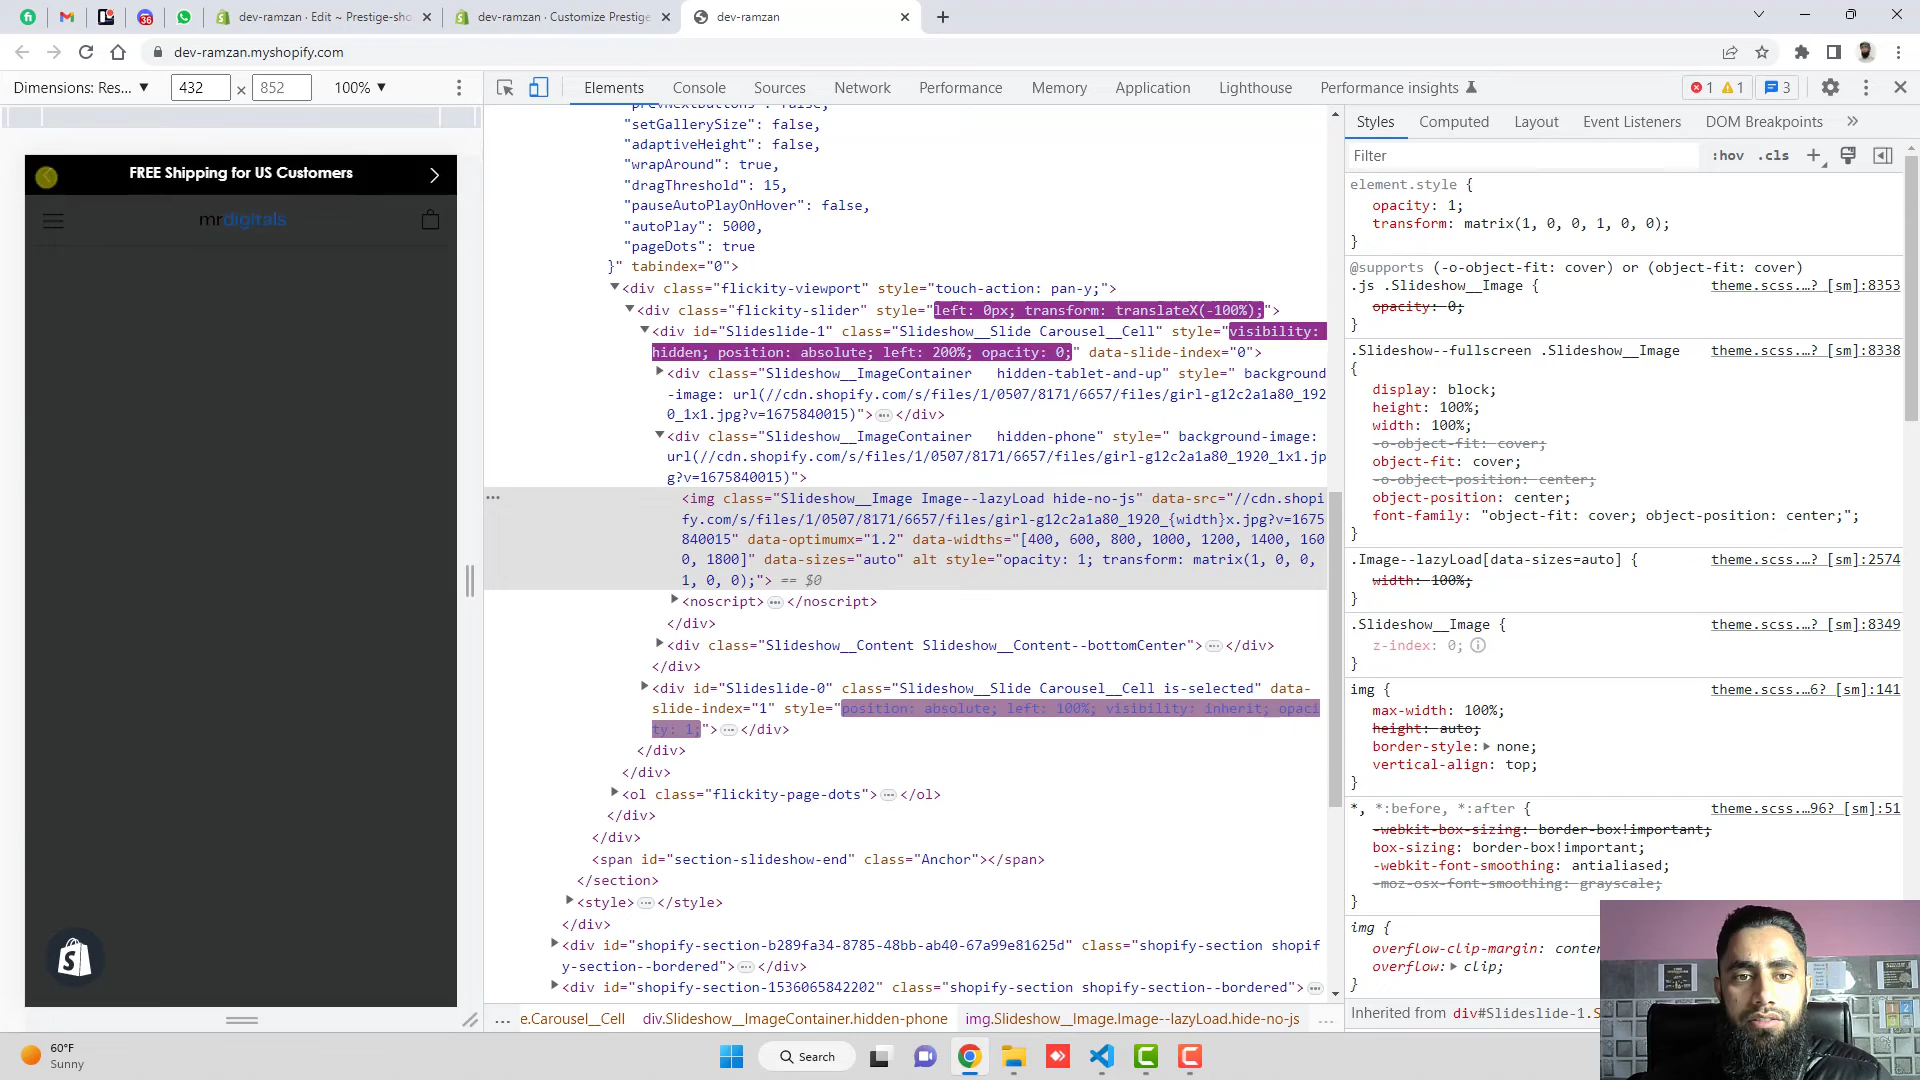 dev-ramzan · Edit ~ Prestige-sho
dev-ramzan · Customize Prestige
dev-ramzan
dev-ramzan.myshopify.com
Dimensions: Res...
432
×
852
100%
Elements
Console
Sources
Network
Performance
Memory
Application
Lighthouse
Performance insights
1
1
3
FREE Shipping for US Customers
mrdigitals
"setGallerySize": false,
"adaptiveHeight": false,
"wrapAround": true,
"dragThreshold": 15,
"pauseAutoPlayOnHover": false,
"autoPlay": 5000,
"pageDots": true
}" tabindex="0">
<div class="flickity-viewport" style="touch-action: pan-y;">
<div class="flickity-slider" style="left: 0px; transform: translateX(-100%);">
<div id="Slideslide-1" class="Slideshow__Slide Carousel__Cell" style="visibility:
hidden; position: absolute; left: 200%; opacity: 0;" data-slide-index="0">
<div class="Slideshow__ImageContainer   hidden-tablet-and-up" style=" background
-image: url(//cdn.shopify.com/s/files/1/0507/8171/6657/files/girl-g12c2a1a80_192
0_1x1.jpg?v=1675840015)"> … </div>
<div class="Slideshow__ImageContainer   hidden-phone" style=" background-image:
url(//cdn.shopify.com/s/files/1/0507/8171/6657/files/girl-g12c2a1a80_1920_1x1.jp
g?v=1675840015)">
<img class="Slideshow__Image Image--lazyLoad hide-no-js" data-src="//cdn.shopi
fy.com/s/files/1/0507/8171/6657/files/girl-g12c2a1a80_1920_{width}x.jpg?v=1675
840015" data-optimumx="1.2" data-widths="[400, 600, 800, 1000, 1200, 1400, 160
0, 1800]" data-sizes="auto" alt style="opacity: 1; transform: matrix(1, 0, 0,
1, 0, 0);"> == $0
<noscript> … </noscript>
</div>
<div class="Slideshow__Content Slideshow__Content--bottomCenter"> … </div>
</div>
<div id="Slideslide-0" class="Slideshow__Slide Carousel__Cell is-selected" data-
slide-index="1" style="position: absolute; left: 100%; visibility: inherit; opaci
ty: 1;"> … </div>
</div>
</div>
<ol class="flickity-page-dots"> … </ol>
</div>
</div>
<span id="section-slideshow-end" class="Anchor"></span>
</section>
<style> … </style>
</div>
<div id="shopify-section-b289fa34-8785-48bb-ab40-67a99e81625d" class="shopify-section shopif
y-section--bordered"> … </div>
<div id="shopify-section-1536065842202" class="shopify-section shopify-section--bordered"> …
... e.Carousel__Cell
div.Slideshow__ImageContainer.hidden-phone
img.Slideshow__Image.Image--lazyLoad.hide-no-js
...
Styles
Computed
Layout
Event Listeners
DOM Breakpoints
Filter
:hov
.cls
element.style {
opacity: 1;
transform: matrix(1, 0, 0, 1, 0, 0);
}
@supports (-o-object-fit: cover) or (object-fit: cover)
.js .Slideshow__Image {
theme.scss.…? [sm]:8353
opacity: 0;
}
.Slideshow--fullscreen .Slideshow__Image
theme.scss.…? [sm]:8338
{
display: block;
height: 100%;
width: 100%;
-o-object-fit: cover;
object-fit: cover;
-o-object-position: center;
object-position: center;
font-family: "object-fit: cover; object-position: center;";
}
.Image--lazyLoad[data-sizes=auto] {
theme.scss.…? [sm]:2574
width: 100%;
}
.Slideshow__Image {
theme.scss.…? [sm]:8349
z-index: 0;
}
img {
theme.scss.…6? [sm]:141
max-width: 100%;
height: auto;
border-style: none;
vertical-align: top;
}
*, *:before, *:after {
theme.scss.…96? [sm]:51
-webkit-box-sizing: border-box!important;
box-sizing: border-box!important;
-webkit-font-smoothing: antialiased;
-moz-osx-font-smoothing: grayscale;
}
img {
overflow-clip-margin: conten
overflow: clip;
}
Inherited from div#Slideslide-1.S
60°F
Sunny
Search